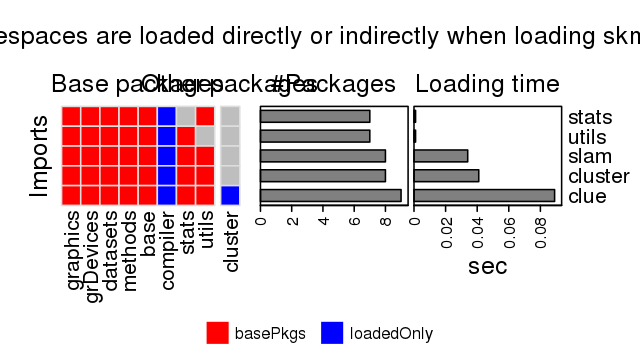 espaces are loaded directly or indirectly when loading skm
Base packages
Other packages
#Packages
Loading time
Imports
stats
utils
slam
cluster
clue
graphics
grDevices
datasets
methods
base
compiler
stats
utils
cluster
0 2 4 6 8
0 0.02 0.04 0.06 0.08
sec
basePkgs loadedOnly